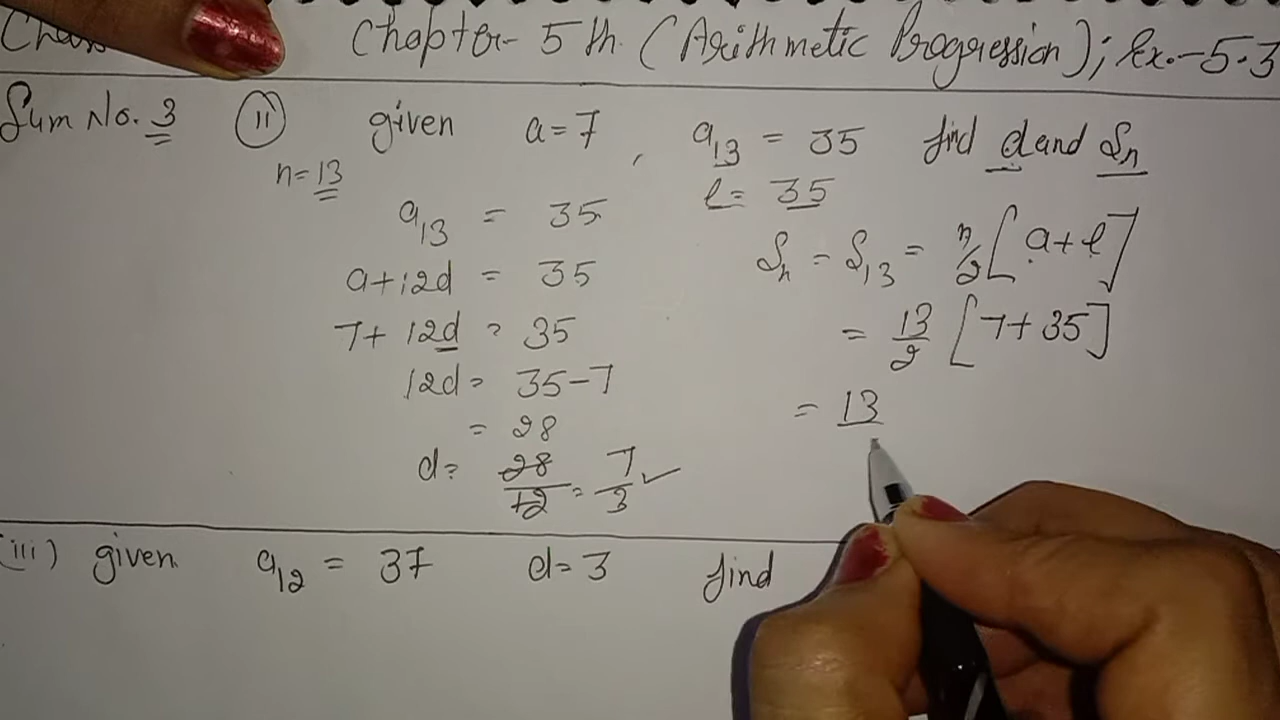 Chapter- 5th (Arithmetic Progression); Ex.-5.3
Sum No. 3 (ii) given a=7, a13 = 35 find d and Sn
n=13
l= 35
a13 = 35
a+12d = 35
7+ 12d = 35
12d = 35-7
= 28
d = 28/12 = 7/3 ✓
Sn = S13 = n/2 [a+l]
= 13/2 [7+35]
= 13
(iii) given a12 = 37 d=3 find